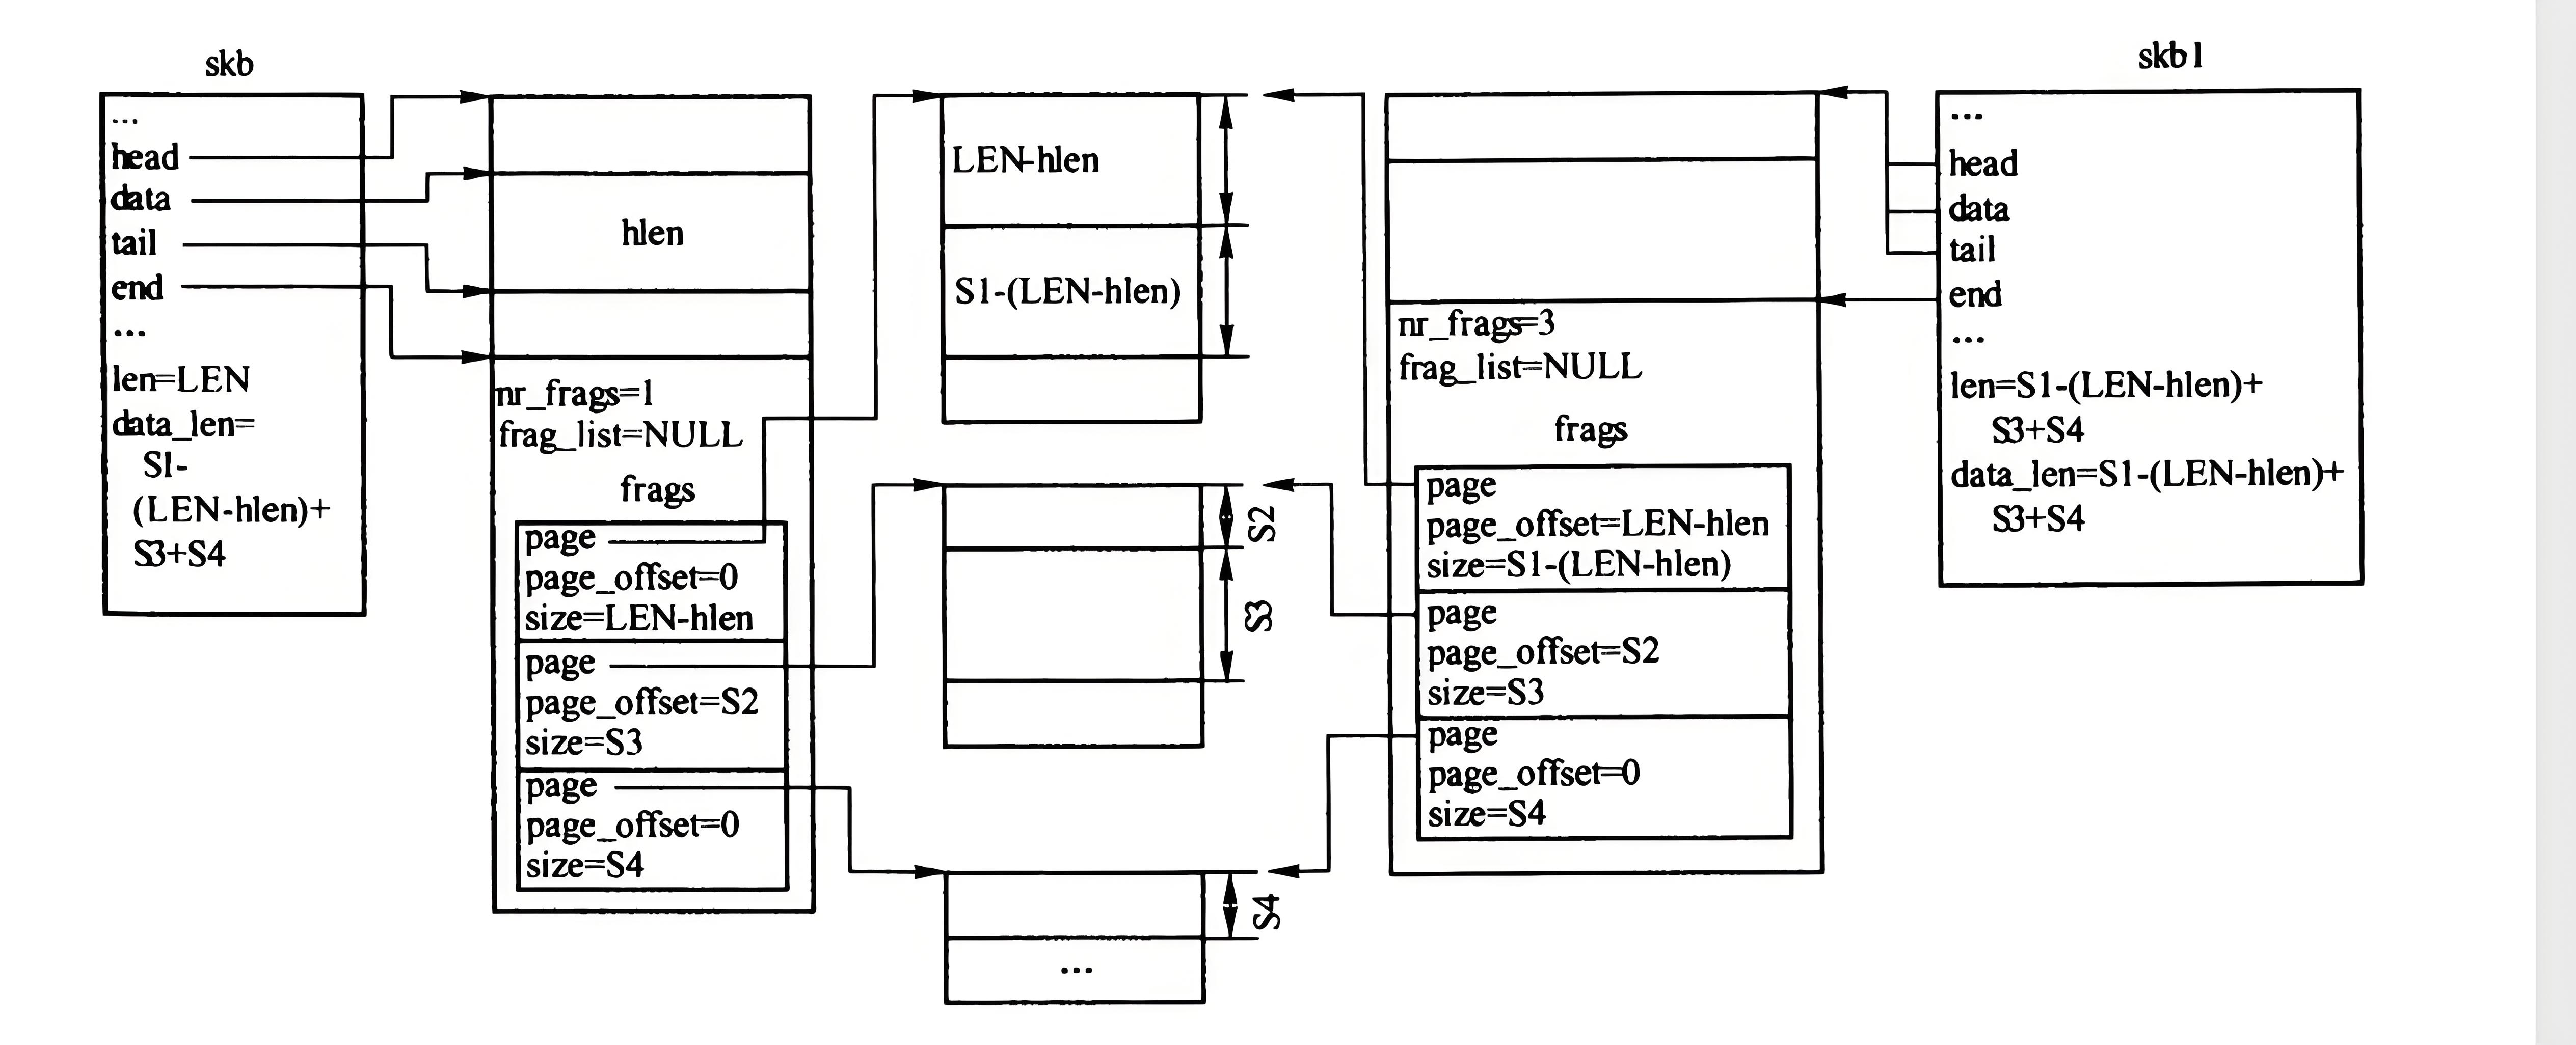 skb
...
head
data
tail
end
...
len=LEN
data_len=
S1-
(LEN-hlen)+
S3+S4
hlen
nr_frags=1
frag_list=NULL
frags
page
page_offset=0
size=LEN-hlen
page
page_offset=S2
size=S3
page
page_offset=0
size=S4
LEN-hlen
S1-(LEN-hlen)
S2
S3
S4
...
nr_frags=3
frag_list=NULL
frags
page
page_offset=LEN-hlen
size=S1-(LEN-hlen)
page
page_offset=S2
size=S3
page
page_offset=0
size=S4
skb1
...
head
data
tail
end
...
len=S1-(LEN-hlen)+
S3+S4
data_len=S1-(LEN-hlen)+
S3+S4